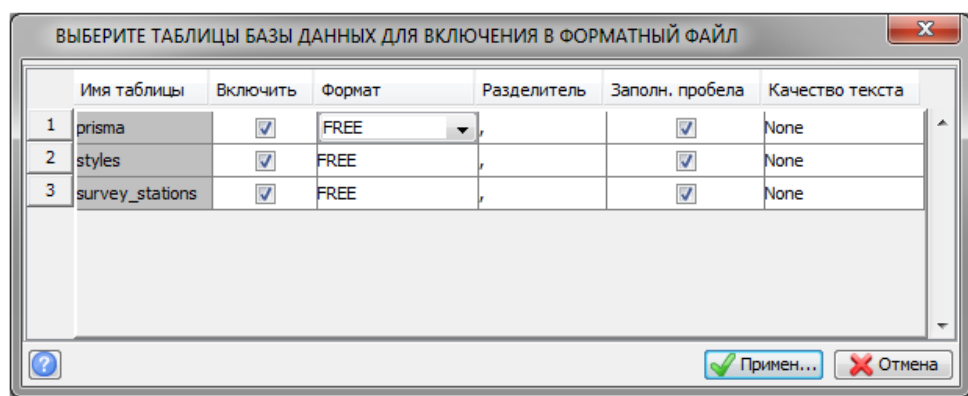 ВЫБЕРИТЕ ТАБЛИЦЫ БАЗЫ ДАННЫХ ДЛЯ ВКЛЮЧЕНИЯ В ФОРМАТНЫЙ ФАЙЛ
Имя таблицы Включить Формат Разделитель Заполн. пробела Качество текста
1 prisma FREE , None
2 styles FREE , None
3 survey_stations FREE , None
Примен... Отмена